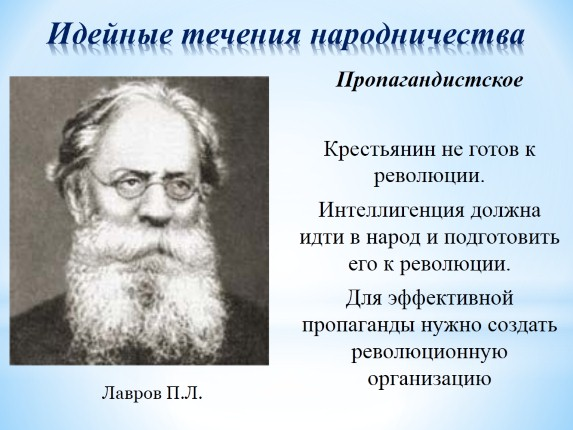 Идейные течения народничества
Пропагандистское
Крестьянин не готов к
революции.
Интеллигенция должна
идти в народ и подготовить
его к революции.
Для эффективной
пропаганды нужно создать
революционную
организацию
Лавров П.Л.